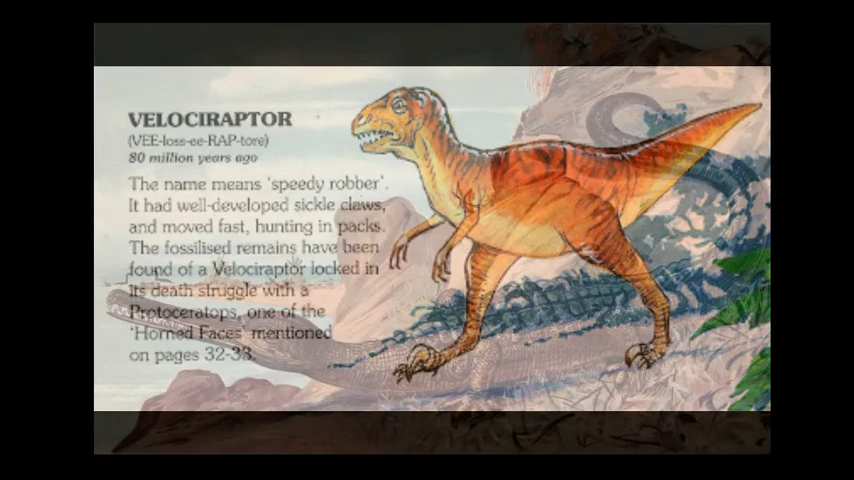 VELOCIRAPTOR
(VEE-loss-ee-RAP-tore)
80 million years ago
The name means ‘speedy robber’.
It had well-developed sickle claws,
and moved fast, hunting in packs.
The fossilised remains have been
found of a Velociraptor locked in
its death struggle with a
Protoceratops, one of the
‘Horned Faces’ mentioned
on pages 32-33.